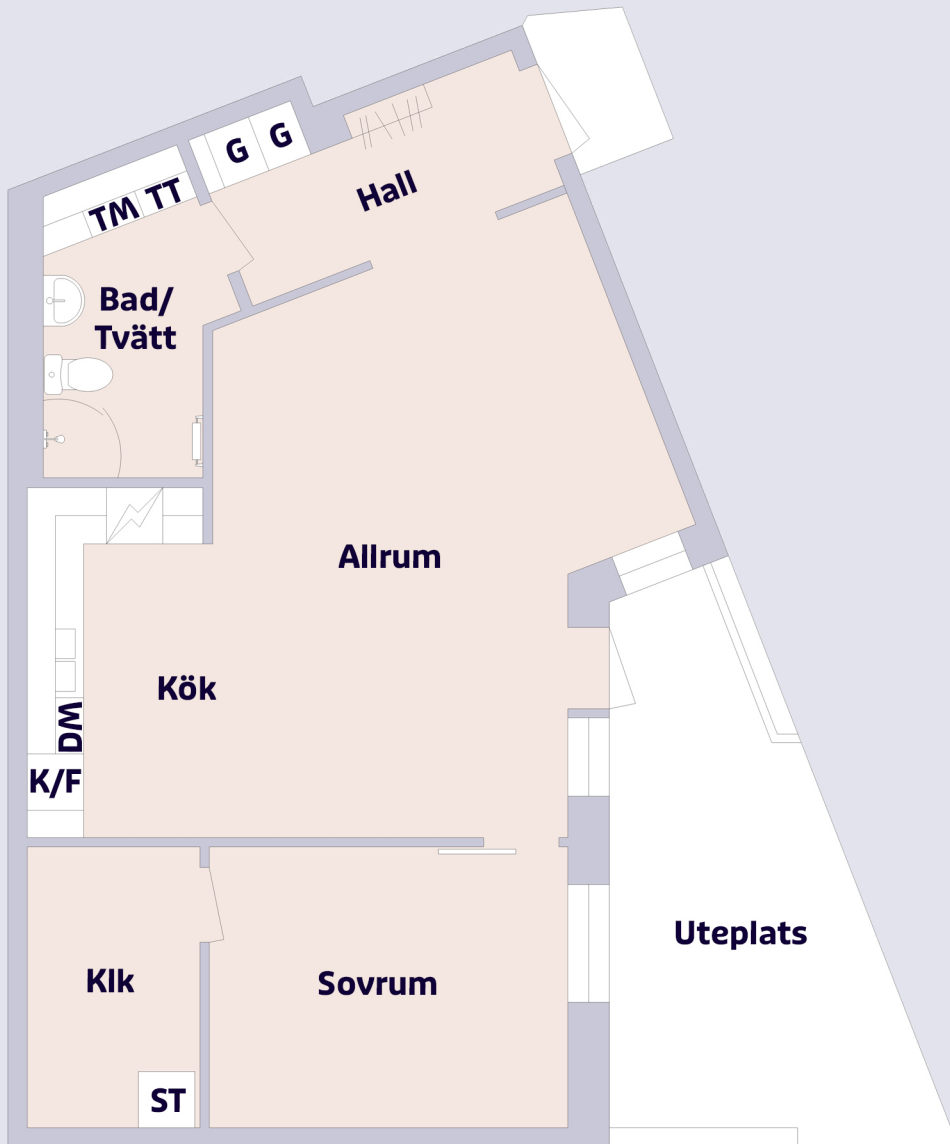 G G
TM TT
Hall
Bad/
Tvätt
Allrum
Kök
DM
K/F
Uteplats
Klk
Sovrum
ST